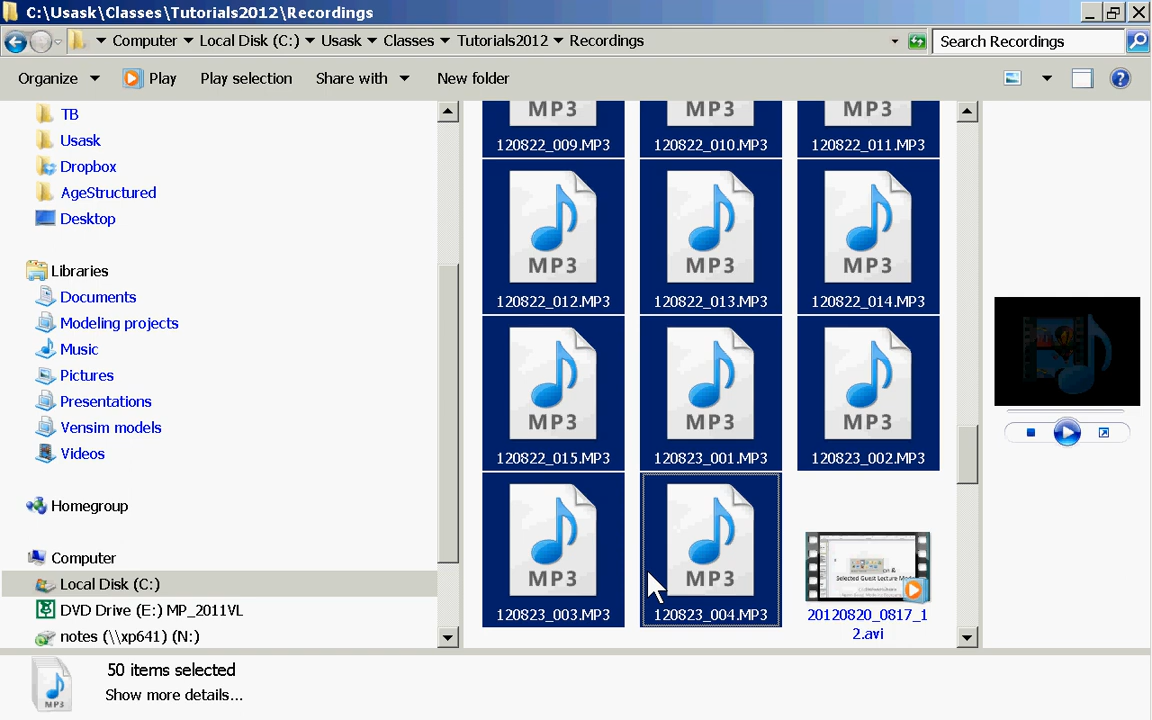 C:\Usask\Classes\Tutorials2012\Recordings
Computer Local Disk (C:) Usask Classes Tutorials2012 Recordings
Search Recordings
Organize Play Play selection Share with New folder
TB
Usask
Dropbox
AgeStructured
Desktop
Libraries
Documents
Modeling projects
Music
Pictures
Presentations
Vensim models
Videos
Homegroup
Computer
Local Disk (C:)
DVD Drive (E:) MP_2011VL
notes (\\xp641) (N:)
MP3 MP3 MP3
120822_009.MP3 120822_010.MP3 120822_011.MP3
MP3 MP3 MP3
120822_012.MP3 120822_013.MP3 120822_014.MP3
MP3 MP3 MP3
120822_015.MP3 120823_001.MP3 120823_002.MP3
MP3 MP3
Selected Guest Lecture
120823_003.MP3 120823_004.MP3 20120820_0817_1
2.avi
MP3
50 items selected
Show more details...